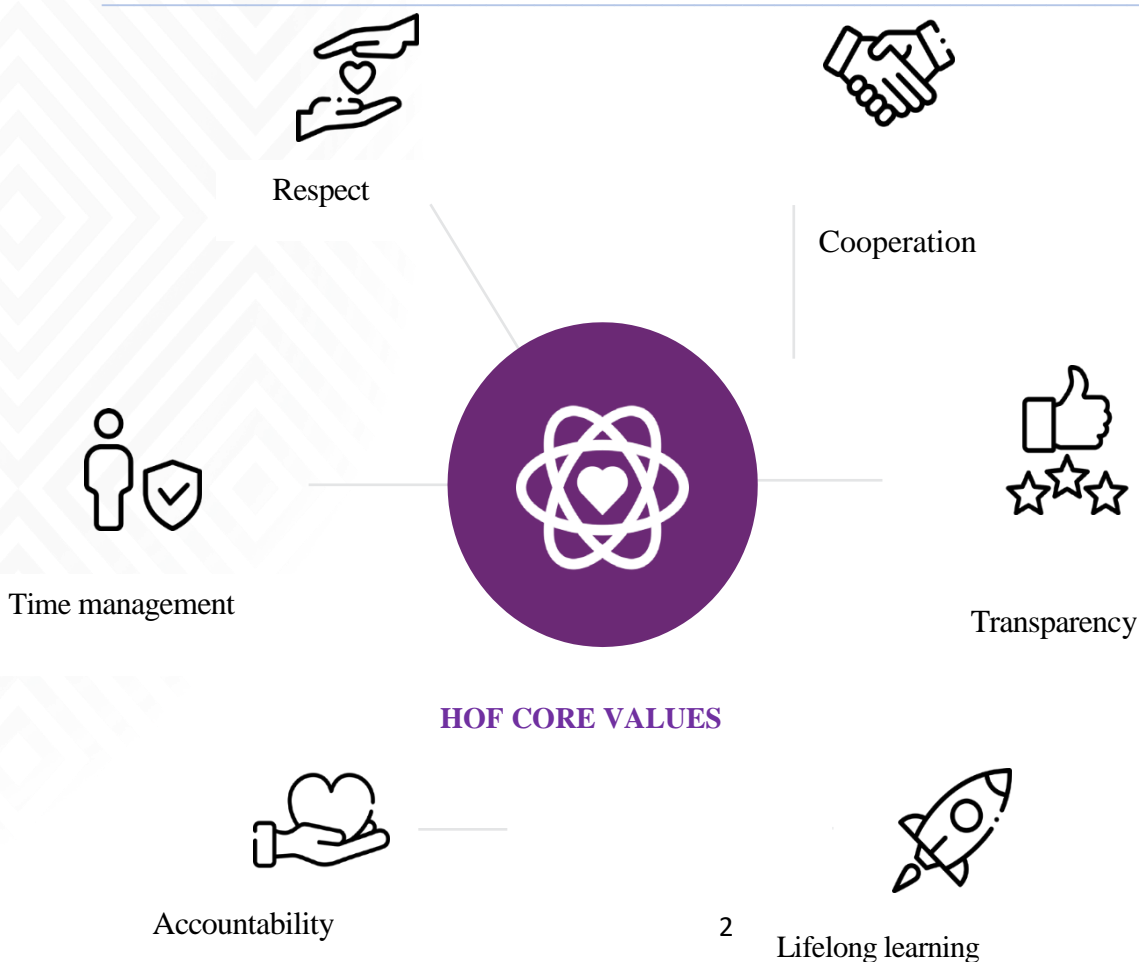 Respect
Cooperation
Time management
Transparency
HOF CORE VALUES
Accountability
2
Lifelong learning